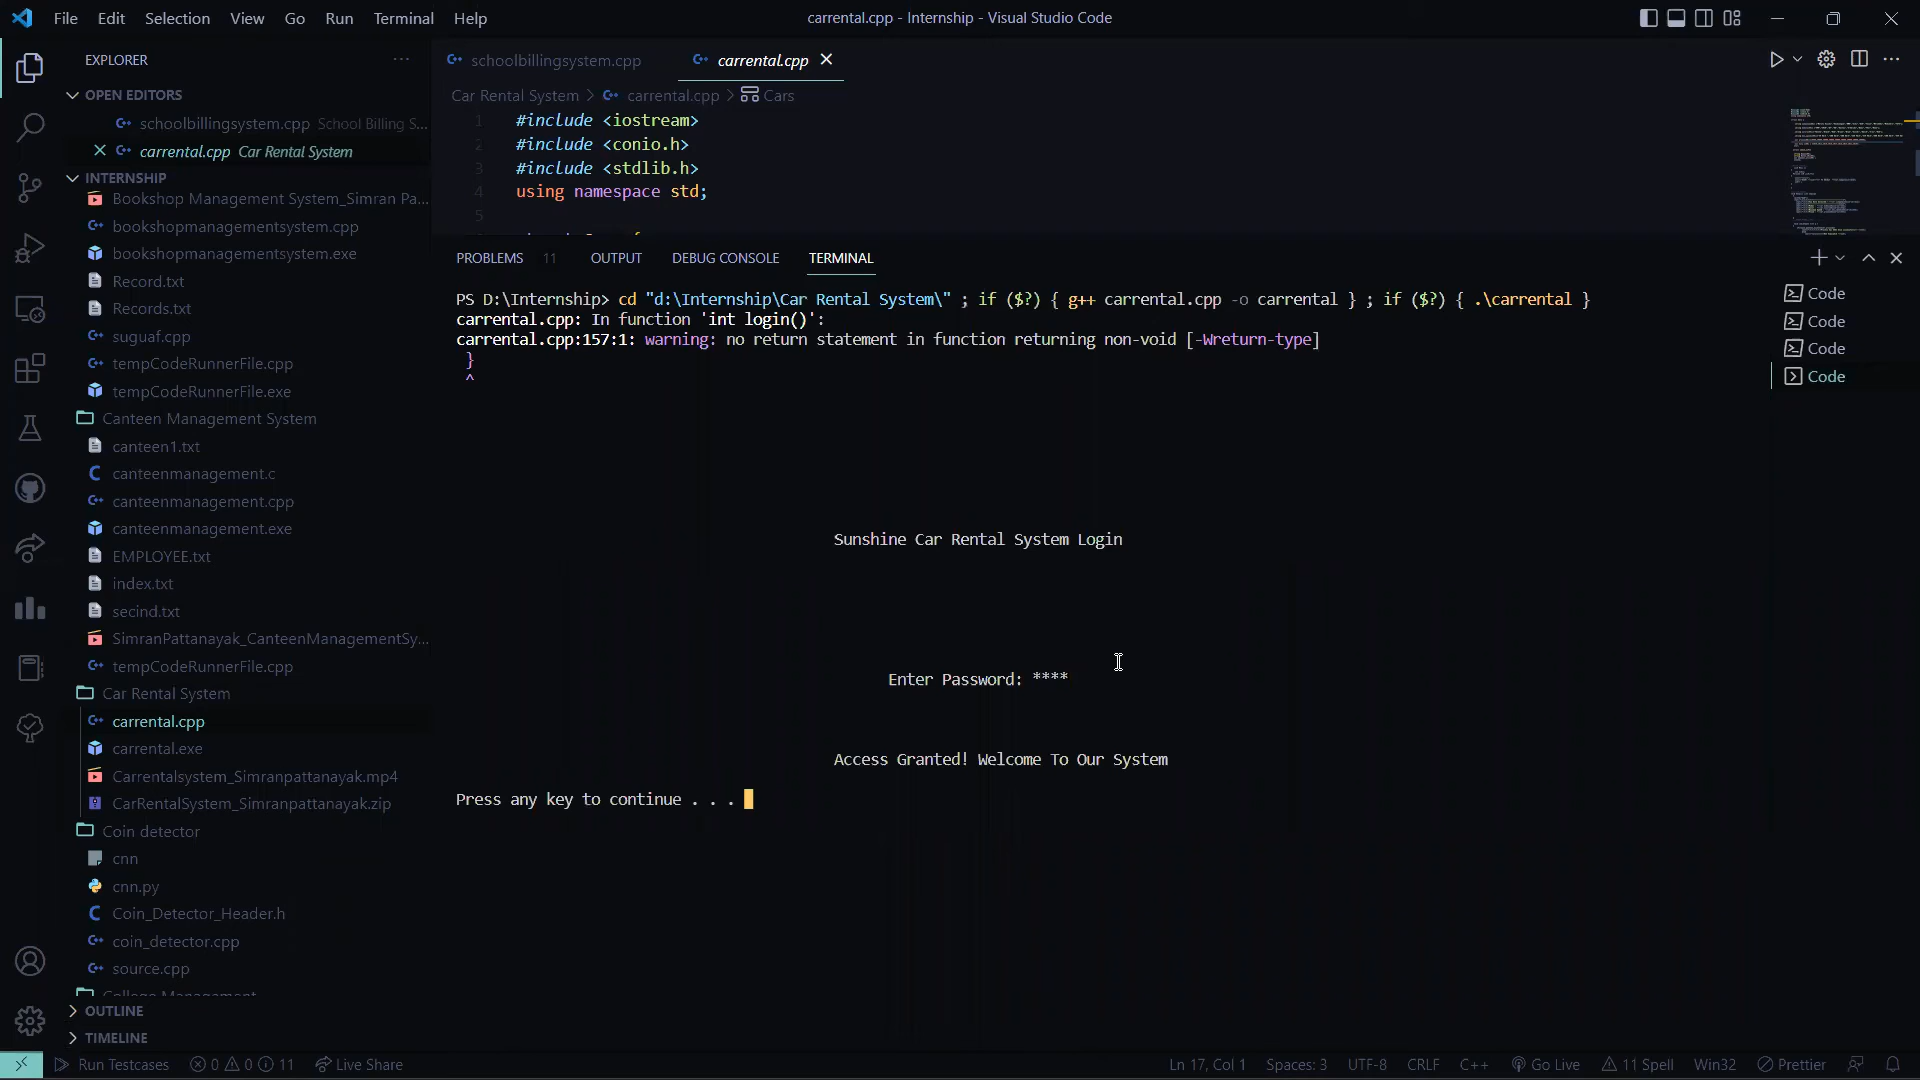 File Edit Selection View Go Run Terminal Help
carrental.cpp - Internship - Visual Studio Code
EXPLORER
OPEN EDITORS
schoolbillingsystem.cpp School Billing S...
carrental.cpp Car Rental System
INTERNSHIP
Bookshop Management System_Simran Pa...
bookshopmanagementsystem.cpp
bookshopmanagementsystem.exe
Record.txt
Records.txt
suguaf.cpp
tempCodeRunnerFile.cpp
tempCodeRunnerFile.exe
Canteen Management System
canteen1.txt
canteenmanagement.c
canteenmanagement.cpp
canteenmanagement.exe
EMPLOYEE.txt
index.txt
secind.txt
SimranPattanayak_CanteenManagementSy...
tempCodeRunnerFile.cpp
Car Rental System
carrental.cpp
carrental.exe
Carrentalsystem_Simranpattanayak.mp4
CarRentalSystem_Simranpattanayak.zip
Coin detector
cnn
cnn.py
Coin_Detector_Header.h
coin_detector.cpp
source.cpp
College Management
OUTLINE
TIMELINE
schoolbillingsystem.cpp
carrental.cpp
Car Rental System > carrental.cpp > Cars
1 #include <iostream>
2 #include <conio.h>
3 #include <stdlib.h>
4 using namespace std;
5
PROBLEMS 11 OUTPUT DEBUG CONSOLE TERMINAL
PS D:\Internship> cd "d:\Internship\Car Rental System\" ; if ($?) { g++ carrental.cpp -o carrental } ; if ($?) { .\carrental }
carrental.cpp: In function 'int login()':
carrental.cpp:157:1: warning: no return statement in function returning non-void [-Wreturn-type]
}
^
Sunshine Car Rental System Login
Enter Password: ****
Access Granted! Welcome To Our System
Press any key to continue . . .
Code
Code
Code
Code
Run Testcases 0 0 11 Live Share
Ln 17, Col 1 Spaces: 3 UTF-8 CRLF C++ Go Live 11 Spell Win32 Prettier